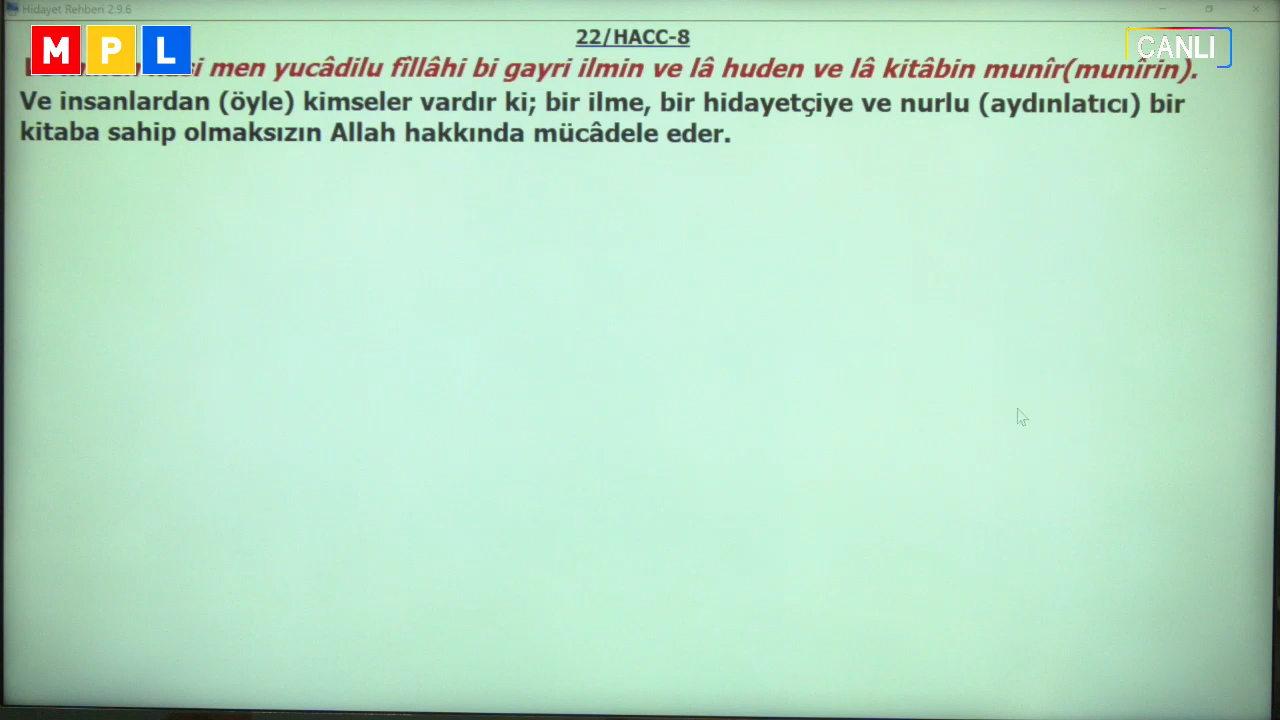 Hidayet Rehberi 2.9.6
22/HACC-8
MPL
CANLI
men yucâdilu fîllâhi bi gayri ilmin ve lâ huden ve lâ kitâbin munîr(munîrin).
Ve insanlardan (öyle) kimseler vardır ki; bir ilme, bir hidayetçiye ve nurlu (aydınlatıcı) bir
kitaba sahip olmaksızın Allah hakkında mücâdele eder.